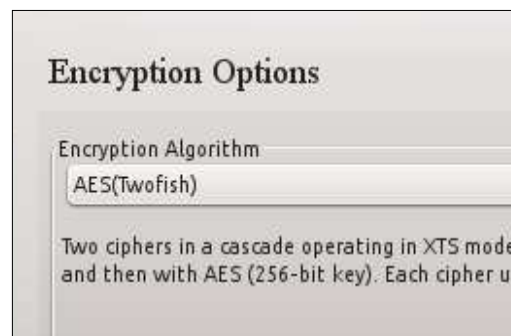 Encryption Options
Encryption Algorithm
AES(Twofish)
Two ciphers in a cascade operating in XTS mode
and then with AES (256-bit key). Each cipher u